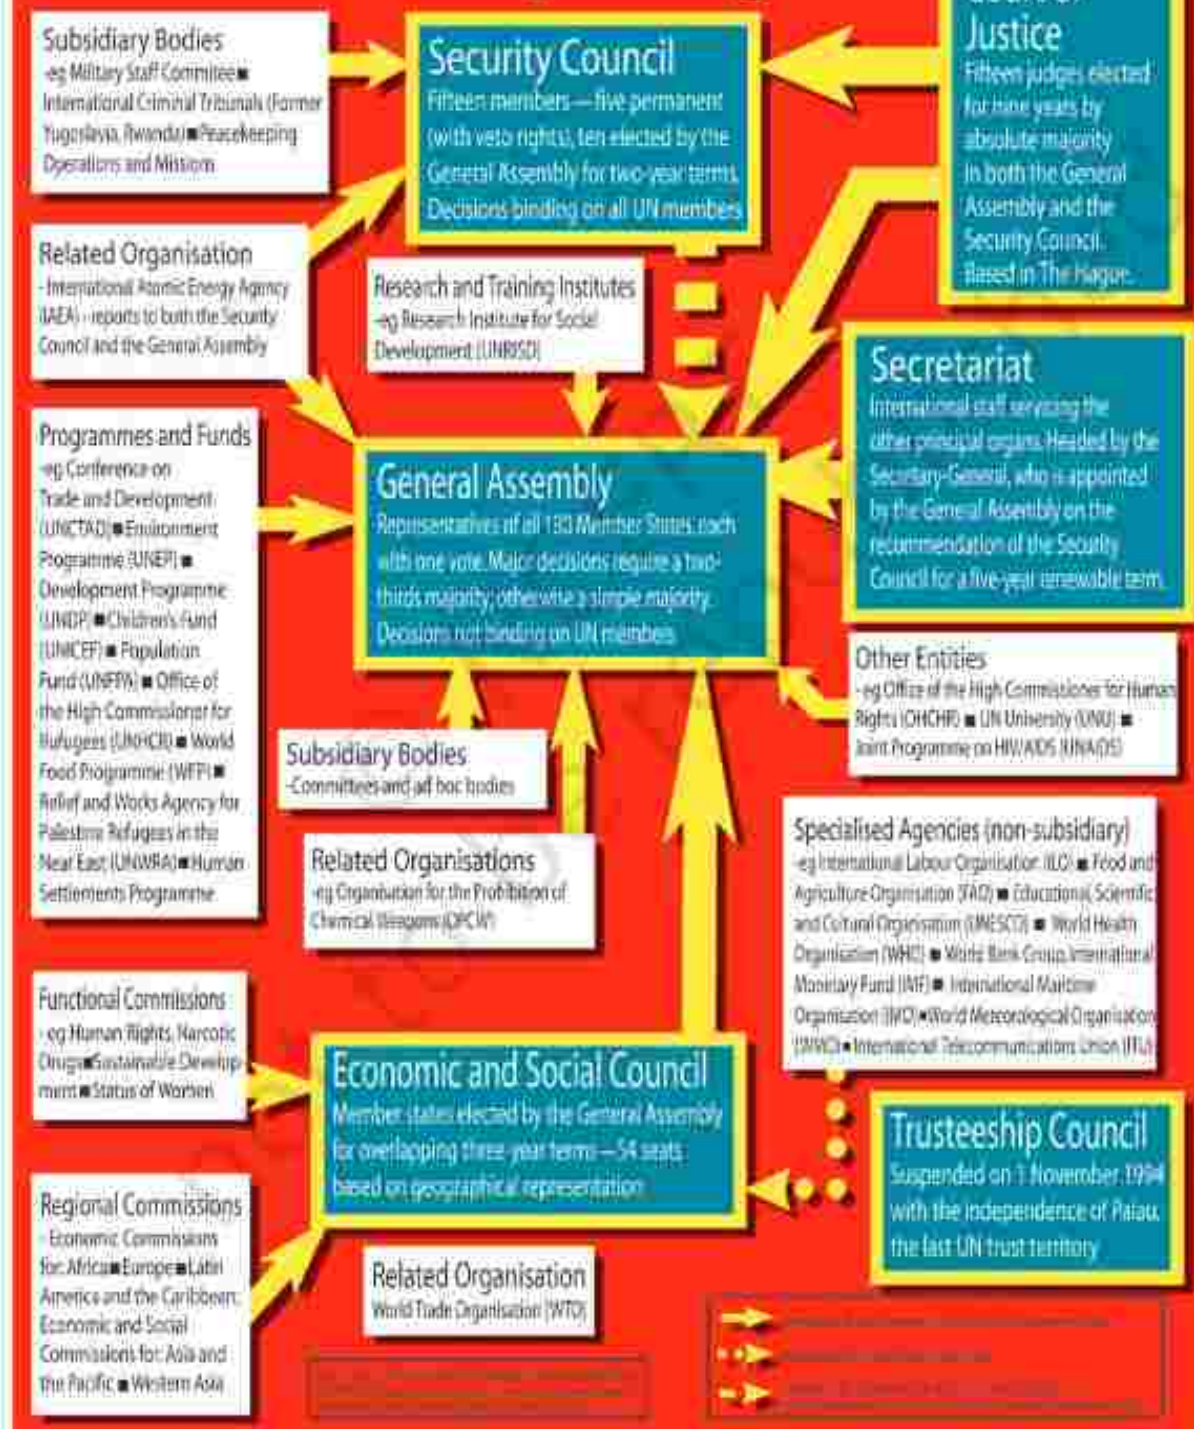 Subsidiary Bodies
-eg Military Staff Commitee■
International Criminal Tribunals (Former
Yugoslavia, Rwanda)■Peacekeeping
Operations and Missions
Security Council
Fifteen members — five permanent
(with veto rights), ten elected by the
General Assembly for two-year terms.
Decisions binding on all UN members
Justice
Fifteen judges elected
for nine years by
absolute majority
in both the General
Assembly and the
Security Council.
Based in The Hague.
Related Organisation
- International Atomic Energy Agency
(IAEA) - reports to both the Security
Council and the General Assembly
Research and Training Institutes
-eg Research Institute for Social
Development (UNRISD)
Secretariat
International staff servicing the
other principal organs. Headed by the
Secretary-General, who is appointed
by the General Assembly on the
recommendation of the Security
Council for a five-year renewable term.
Programmes and Funds
-eg Conference on
Trade and Development
(UNCTAD)■Environment
Programme (UNEP) ■
Development Programme
(UNDP)■Children's Fund
(UNICEF) ■ Population
Fund (UNFPA) ■ Office of
the High Commissioner for
Refugees (UNHCR) ■ World
Food Programme (WFP) ■
Relief and Works Agency for
Palestine Refugees in the
Near East (UNWRA)■Human
Settlements Programme
General Assembly
Representatives of all Member States, each
with one vote. Major decisions require a two-
thirds majority; otherwise a simple majority.
Decisions not binding on UN members
Other Entities
- eg Office of the High Commissioner for Human
Rights (OHCHR) ■ UN University (UNU) ■
Joint Programme on HIV/AIDS (UNAIDS)
Subsidiary Bodies
-Committees and ad hoc bodies
Related Organisations
-eg Organisation for the Prohibition of
Chemical Weapons (OPCW)
Specialised Agencies (non-subsidiary)
-eg International Labour Organisation (ILO) ■ Food and
Agriculture Organisation (FAO) ■ Educational, Scientific
and Cultural Organisation (UNESCO) ■ World Health
Organisation (WHO) ■ World Bank Group, International
Monetary Fund (IMF) ■ International Maritime
Organisation (IMO)■World Meteorological Organisation
(WMO)■International Telecommunications Union (ITU)
Functional Commissions
- eg Human Rights, Narcotic
Drugs■Sustainable Develop-
ment ■ Status of Women
Economic and Social Council
Member states elected by the General Assembly
for overlapping three-year terms — 54 seats
based on geographical representation
Trusteeship Council
Suspended on 1 November 1994
with the independence of Palau,
the last UN trust territory
Regional Commissions
- Economic Commissions
for: Africa■Europe■Latin
America and the Caribbean;
Economic and Social
Commissions for: Asia and
the Pacific ■ Western Asia
Related Organisation
World Trade Organisation (WTO)